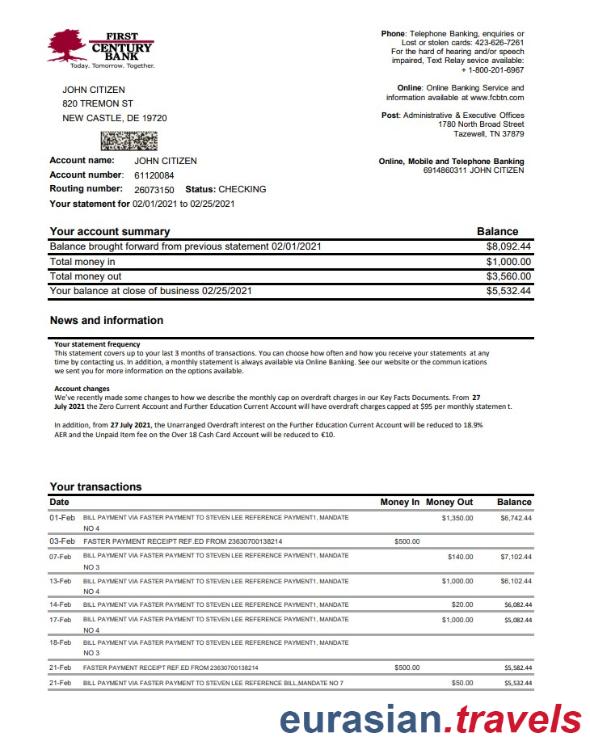 FIRST
CENTURY
BANK
Today. Tomorrow. Together.
Phone: Telephone Banking, enquiries or
Lost or stolen cards: 423-626-7261
For the hard of hearing and/or speech
impaired, Text Relay service available:
+ 1-800-201-6967
Online: Online Banking Service and
information available at www.fcbtn.com
Post: Administrative & Executive Offices
1780 North Broad Street
Tazewell, TN 37879
Online, Mobile and Telephone Banking
6914860311 JOHN CITIZEN
JOHN CITIZEN
820 TREMON ST
NEW CASTLE, DE 19720
Account name: JOHN CITIZEN
Account number: 61120084
Routing number: 26073150 Status: CHECKING
Your statement for 02/01/2021 to 02/25/2021
Your account summary Balance
Balance brought forward from previous statement 02/01/2021 $8,092.44
Total money in $1,000.00
Total money out $3,560.00
Your balance at close of business 02/25/2021 $5,532.44
News and information
Your statement frequency
This statement covers up to your last 3 months of transactions. You can choose how often and how you receive your statements at any
time by contacting us. In addition, a monthly statement is always available via Online Banking. See our website or the commun ications
we sent you for more information on the options available.
Account changes
We've recently made some changes to how we describe the monthly cap on overdraft charges in our Key Facts Documents. From 27
July 2021 the Zero Current Account and Further Education Current Account will have overdraft charges capped at $95 per monthly statemen t.
In addition, from 27 July 2021, the Unarranged Overdraft interest on the Further Education Current Account will be reduced to 18.9%
AER and the Unpaid Item fee on the Over 18 Cash Card Account will be reduced to €10.
Your transactions
Date Money In Money Out Balance
01-Feb BILL PAYMENT VIA FASTER PAYMENT TO STEVEN LEE REFERENCE PAYMENT1, MANDATE $1,350.00 $6,742.44
NO 4
03-Feb FASTER PAYMENT RECEIPT REF.ED FROM 23630700138214 $500.00
07-Feb BILL PAYMENT VIA FASTER PAYMENT TO STEVEN LEE REFERENCE PAYMENT1, MANDATE $140.00 $7,102.44
NO 3
13-Feb BILL PAYMENT VIA FASTER PAYMENT TO STEVEN LEE REFERENCE PAYMENT1, MANDATE $1,000.00 $6,102.44
NO 4
14-Feb BILL PAYMENT VIA FASTER PAYMENT TO STEVEN LEE REFERENCE PAYMENT1, MANDATE $20.00 $6,082.44
17-Feb BILL PAYMENT VIA FASTER PAYMENT TO STEVEN LEE REFERENCE PAYMENT1, MANDATE $1,000.00 $5,082.44
NO 4
18-Feb BILL PAYMENT VIA FASTER PAYMENT TO STEVEN LEE REFERENCE PAYMENT1, MANDATE
NO 3
21-Feb FASTER PAYMENT RECEIPT REF.ED FROM 23630700138214 $500.00 $5,582.44
21-Feb BILL PAYMENT VIA FASTER PAYMENT TO STEVEN LEE REFERENCE BILL,MANDATE NO 7 $50.00 $5,532.44
eurasian.travels